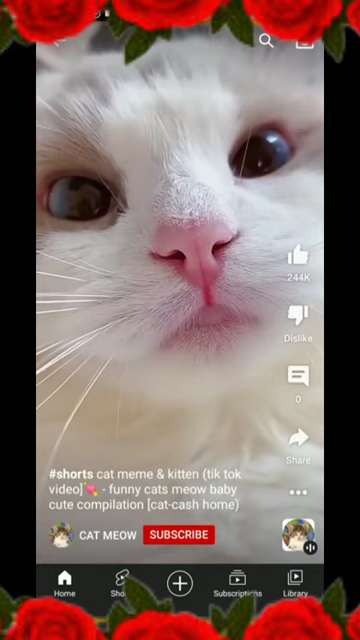 244K
Dislike
0
Share
#shorts cat meme & kitten (tik tok
video]💘 - funny cats meow baby
cute compilation [cat-cash home)
CAT MEOW SUBSCRIBE
Home Sho Subscriptions Library